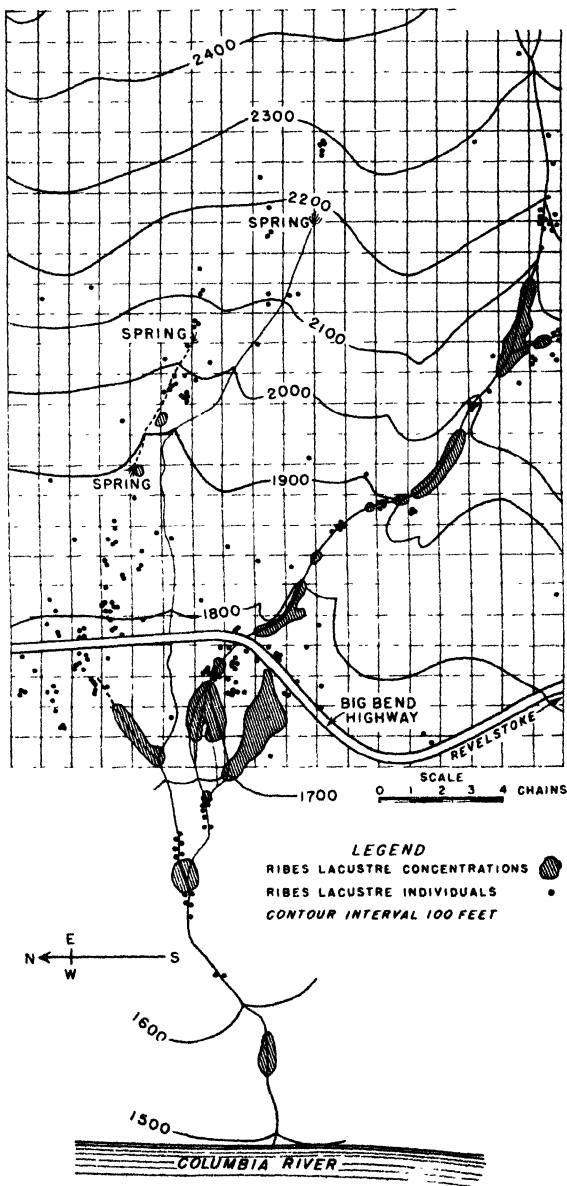 2400
2300
2200
SPRING
2100
SPRING
2000
1900
SPRING
1800
BIG BEND
HIGHWAY
REVELSTOKE
1700
SCALE
0 1 2 3 4 CHAINS
LEGEND
RIBES LACUSTRE CONCENTRATIONS
RIBES LACUSTRE INDIVIDUALS
CONTOUR INTERVAL 100 FEET
E
N S
W
1600
1500
COLUMBIA RIVER